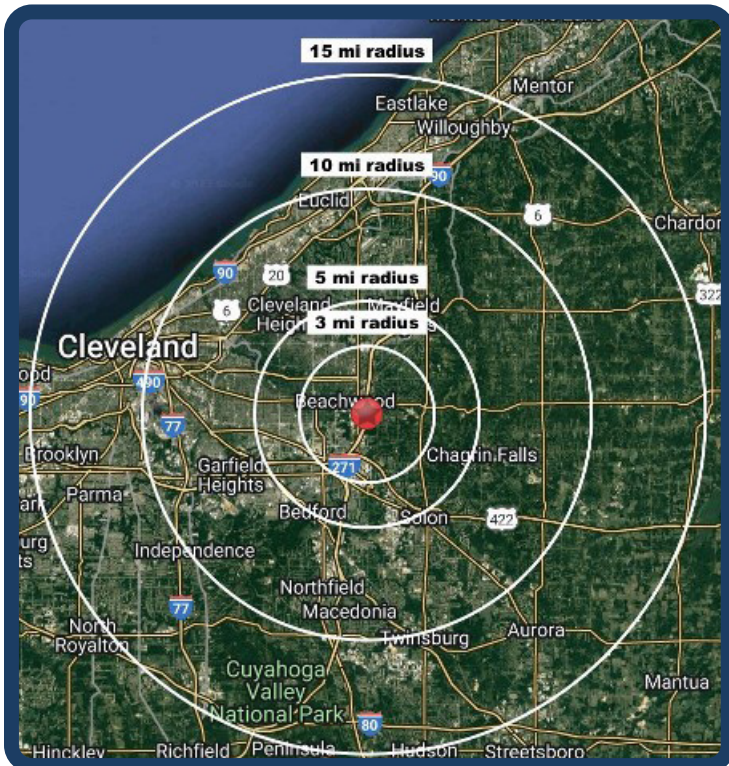 15 mi radius
Mentor
Eastlake
Willoughby
10 mi radius
90
Euclid
6
Chardon
5 mi radius
90
20
322
Cleveland
Heights
Mayfield
6
3 mi radius
Cleveland
ood
490
90
Beachwood
77
Brooklyn
Garfield
Heights
271
Chagrin Falls
Parma
Bedford
Solon
422
Independence
Northfield
77
Macedonia
North
Royalton
Twinsburg
Aurora
Cuyahoga
Valley
National Park
Mantua
80
Hinckley
Richfield
Peninsula
Hudson
Streetsboro